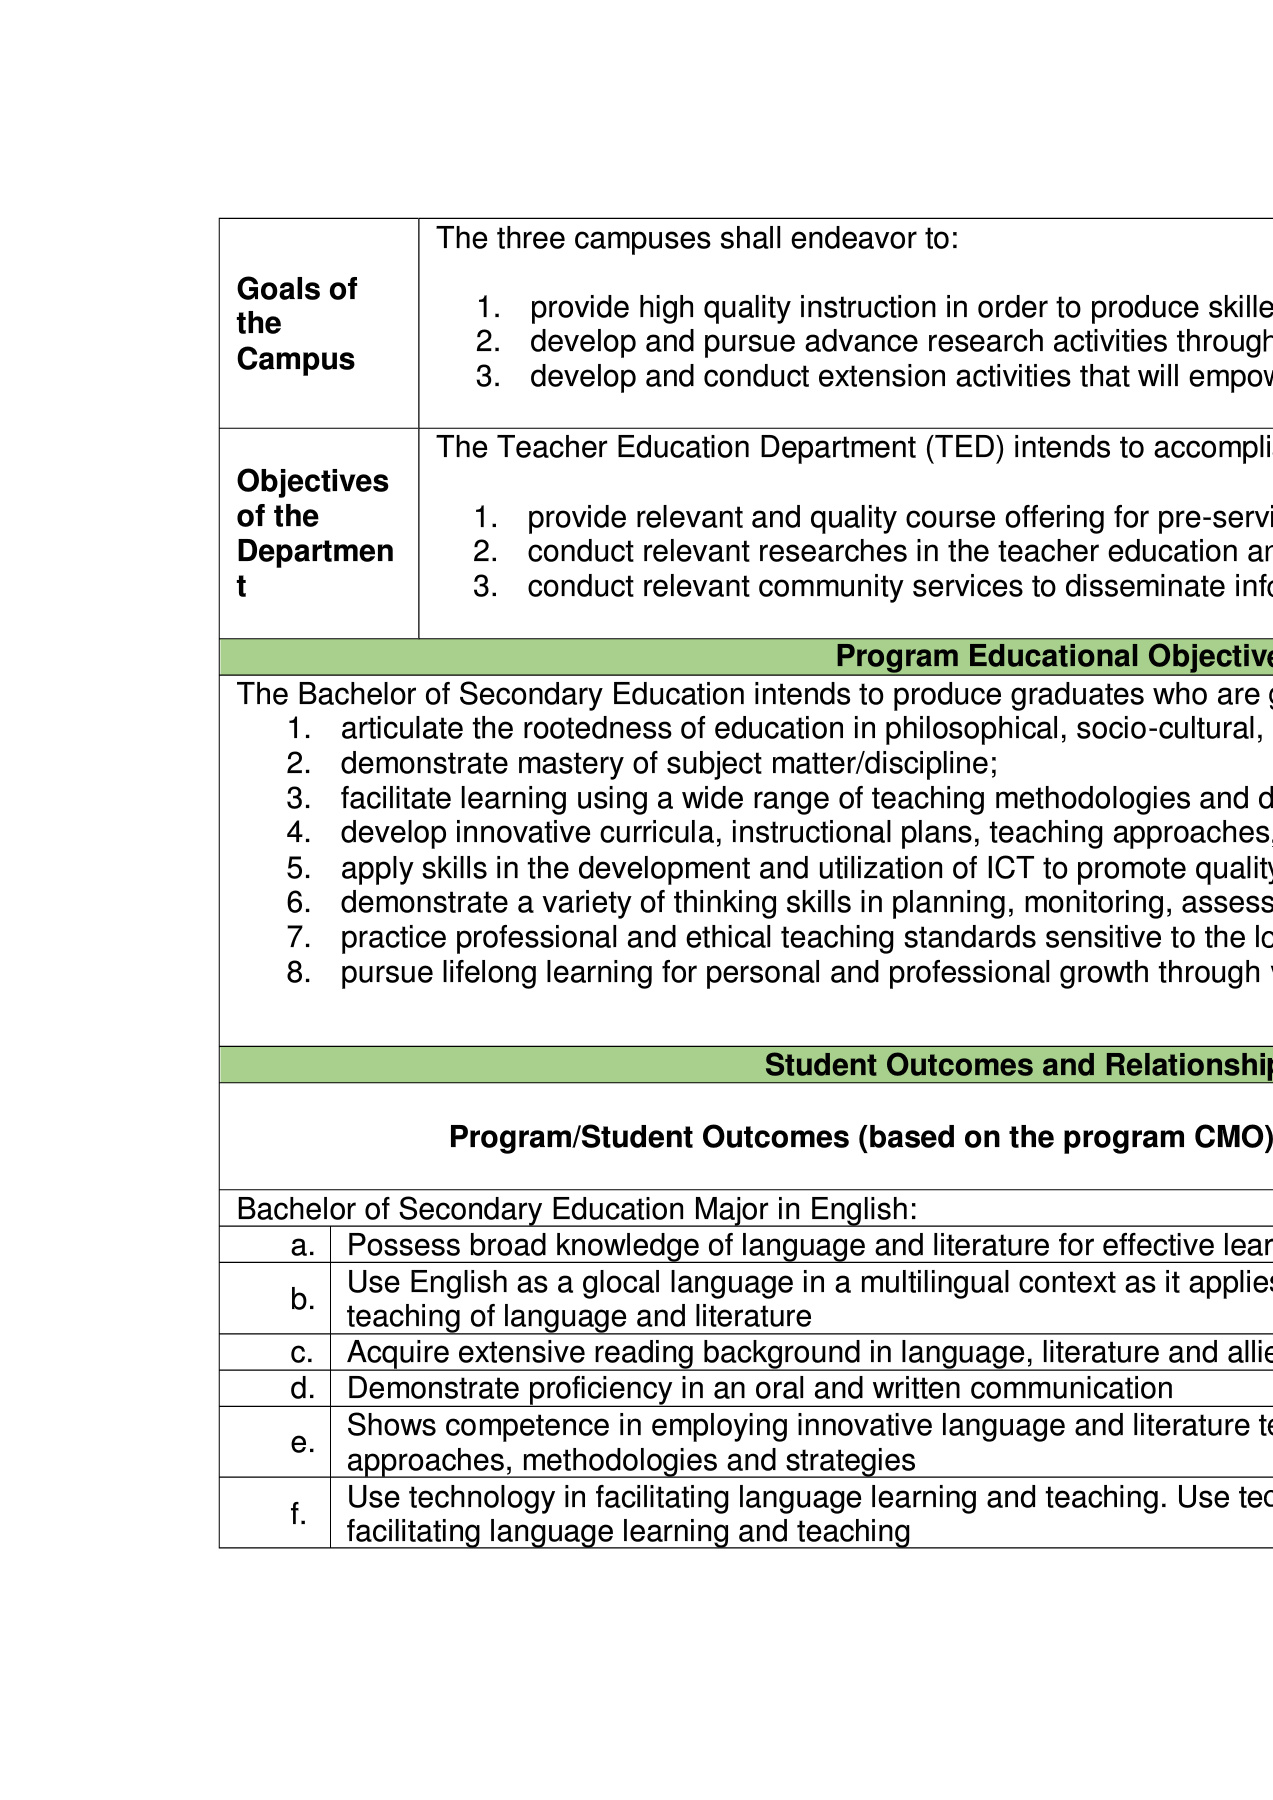 Goals of
the
Campus
The three campuses shall endeavor to:
1. provide high quality instruction in order to produce skille
2. develop and pursue advance research activities through
3. develop and conduct extension activities that will empow
Objectives
of the
Departmen
t
The Teacher Education Department (TED) intends to accompli
1. provide relevant and quality course offering for pre-servi
2. conduct relevant researches in the teacher education an
3. conduct relevant community services to disseminate info
Program Educational Objective
The Bachelor of Secondary Education intends to produce graduates who are g
1. articulate the rootedness of education in philosophical, socio-cultural,
2. demonstrate mastery of subject matter/discipline;
3. facilitate learning using a wide range of teaching methodologies and d
4. develop innovative curricula, instructional plans, teaching approaches,
5. apply skills in the development and utilization of ICT to promote quality
6. demonstrate a variety of thinking skills in planning, monitoring, assess
7. practice professional and ethical teaching standards sensitive to the lo
8. pursue lifelong learning for personal and professional growth through v
Student Outcomes and Relationship
Program/Student Outcomes (based on the program CMO)
Bachelor of Secondary Education Major in English:
a. Possess broad knowledge of language and literature for effective lear
b. Use English as a glocal language in a multilingual context as it applies
teaching of language and literature
c. Acquire extensive reading background in language, literature and allie
d. Demonstrate proficiency in an oral and written communication
e. Shows competence in employing innovative language and literature te
approaches, methodologies and strategies
f. Use technology in facilitating language learning and teaching. Use tec
facilitating language learning and teaching